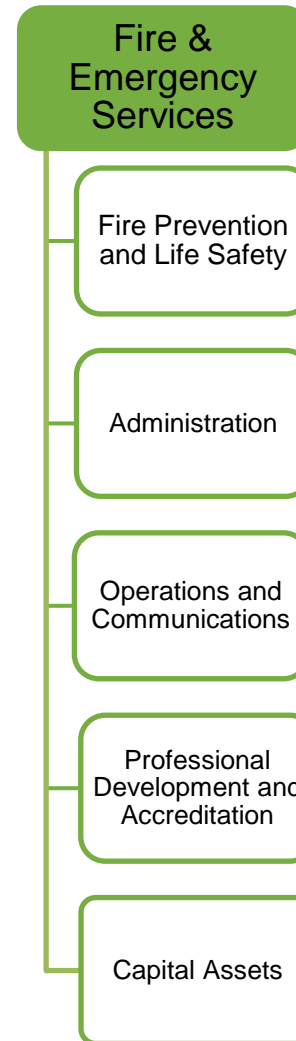 Fire &
Emergency
Services
Fire Prevention
and Life Safety
Administration
Operations and
Communications
Professional
Development and
Accreditation
Capital Assets